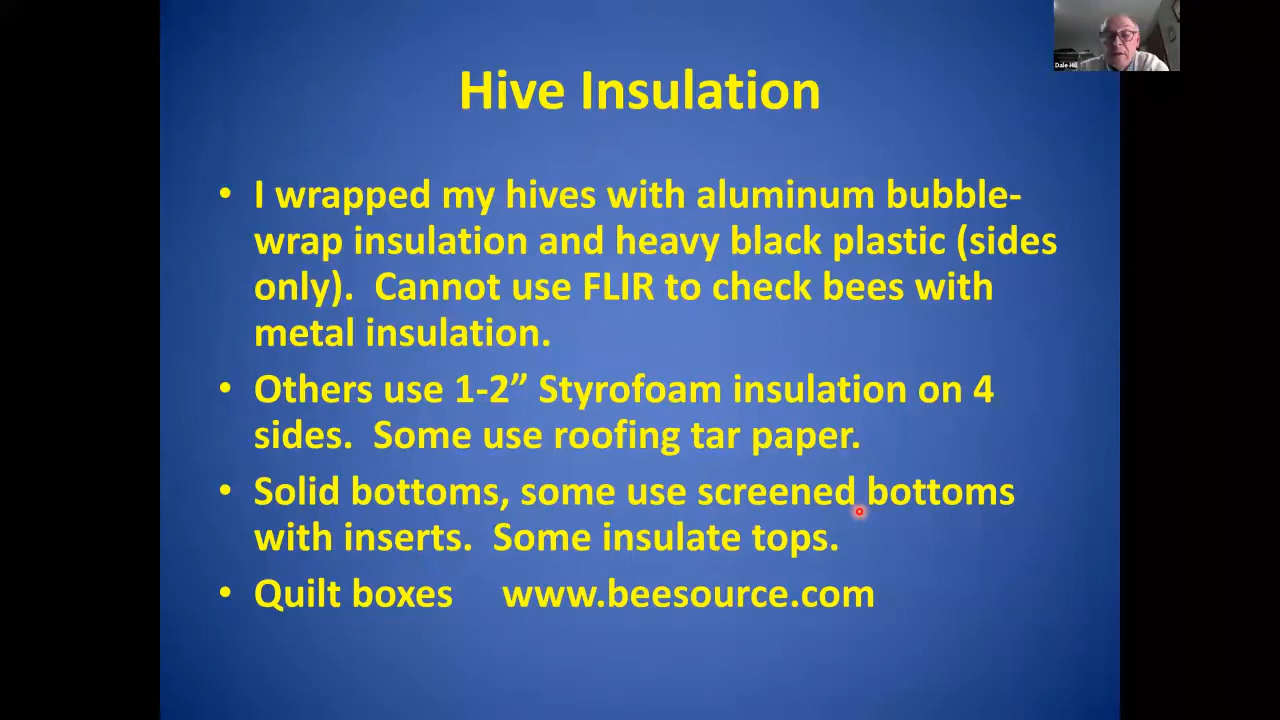 Dale Hill
Hive Insulation
• I wrapped my hives with aluminum bubble-
wrap insulation and heavy black plastic (sides
only).  Cannot use FLIR to check bees with
metal insulation.
• Others use 1-2” Styrofoam insulation on 4
sides.  Some use roofing tar paper.
• Solid bottoms, some use screened bottoms
with inserts.  Some insulate tops.
• Quilt boxes     www.beesource.com